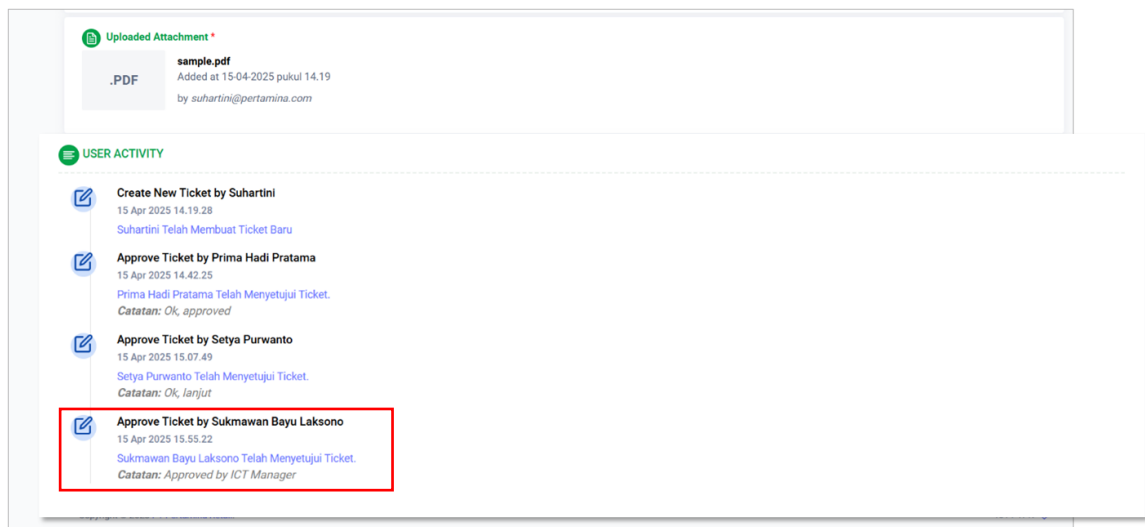 Uploaded Attachment *
.PDF
sample.pdf
Added at 15-04-2025 pukul 14.19
by suhartini@pertamina.com
USER ACTIVITY
Create New Ticket by Suhartini
15 Apr 2025 14.19.28
Suhartini Telah Membuat Ticket Baru
Approve Ticket by Prima Hadi Pratama
15 Apr 2025 14.42.25
Prima Hadi Pratama Telah Menyetujui Ticket.
Catatan: Ok, approved
Approve Ticket by Setya Purwanto
15 Apr 2025 15.07.49
Setya Purwanto Telah Menyetujui Ticket.
Catatan: Ok, lanjut
Approve Ticket by Sukmawan Bayu Laksono
15 Apr 2025 15.55.22
Sukmawan Bayu Laksono Telah Menyetujui Ticket.
Catatan: Approved by ICT Manager